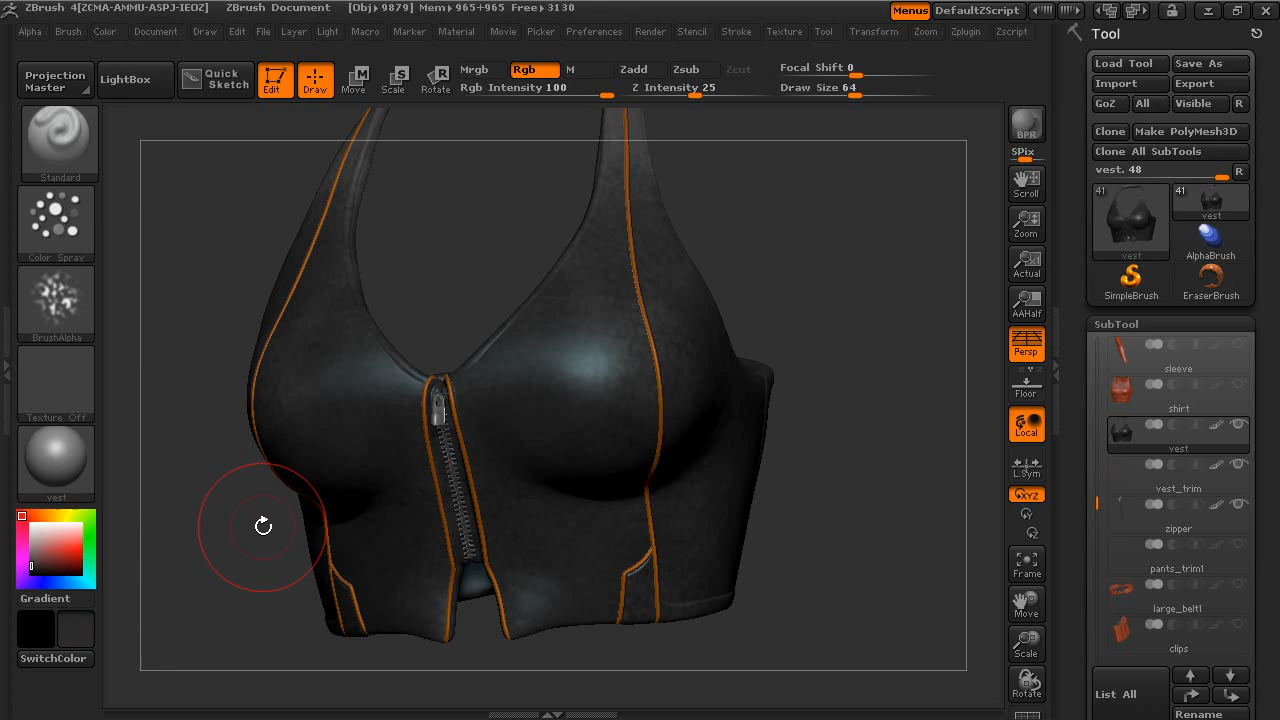 ZBrush 4[ZCMA-AMMU-ASPJ-IEOZ] ZBrush Document [Obj▸9879] Mem▸965+965 Free▸3130 Menus DefaultZScript
Alpha Brush Color Document Draw Edit File Layer Light Macro Marker Material Movie Picker Preferences Render Stencil Stroke Texture Tool Transform Zoom Zplugin Zscript
Projection Master
LightBox
Quick Sketch
Edit
Draw
Move
Scale
Rotate
Mrgb Rgb M Zadd Zsub Zcut
Rgb Intensity 100 Z Intensity 25
Focal Shift 0
Draw Size 64
Standard
Color Spray
BrushAlpha
Texture Off
vest
Gradient
SwitchColor
BPR
SPix
Scroll
Zoom
Actual
AAHalf
Persp
Floor
Local
L.Sym
XYZ
Y
Z
Frame
Move
Scale
Rotate
Tool
Load Tool Save As
Import Export
GoZ All Visible R
Clone Make PolyMesh3D
Clone All SubTools
vest. 48 R
41 41
vest
vest
AlphaBrush
SimpleBrush EraserBrush
SubTool
sleeve
shirt
vest
vest_trim
zipper
pants_trim1
large_belt1
clips
List All
Rename